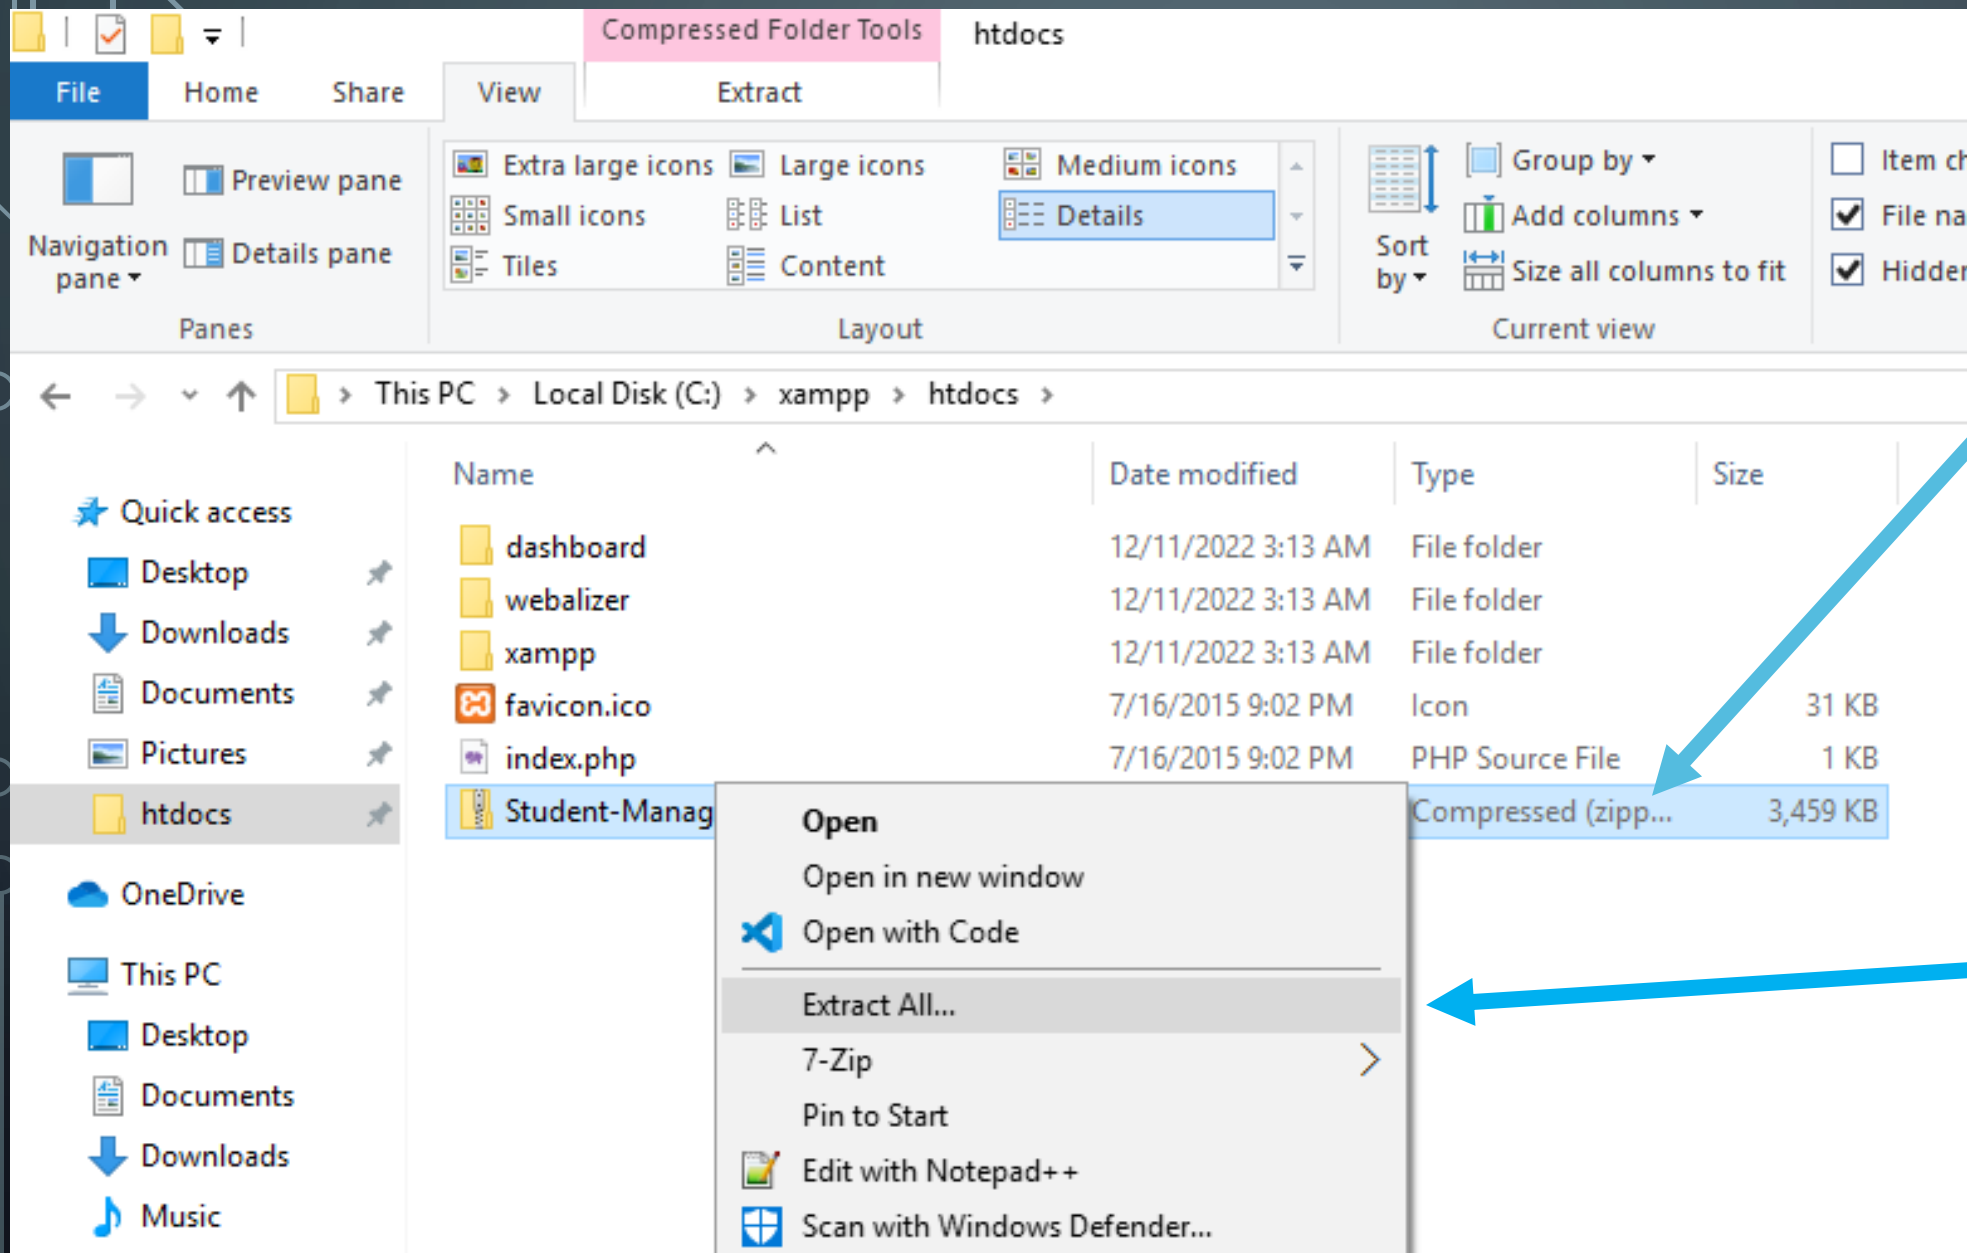 Compressed Folder Tools htdocs
File Home Share View Extract
Extra large icons Large icons Medium icons
Small icons List Details
Tiles Content
Preview pane
Details pane
Navigation
pane
Sort
by
Group by
Add columns
Size all columns to fit
Item ch
File na
Hidden
Panes Layout Current view
This PC > Local Disk (C:) > xampp > htdocs >
Name Date modified Type Size
Quick access
Desktop
Downloads
Documents
Pictures
htdocs
OneDrive
This PC
Desktop
Documents
Downloads
Music
dashboard 12/11/2022 3:13 AM File folder
webalizer 12/11/2022 3:13 AM File folder
xampp 12/11/2022 3:13 AM File folder
favicon.ico 7/16/2015 9:02 PM Icon 31 KB
index.php 7/16/2015 9:02 PM PHP Source File 1 KB
Student-Manag Compressed (zipp... 3,459 KB
Open
Open in new window
Open with Code
Extract All...
7-Zip
Pin to Start
Edit with Notepad++
Scan with Windows Defender...